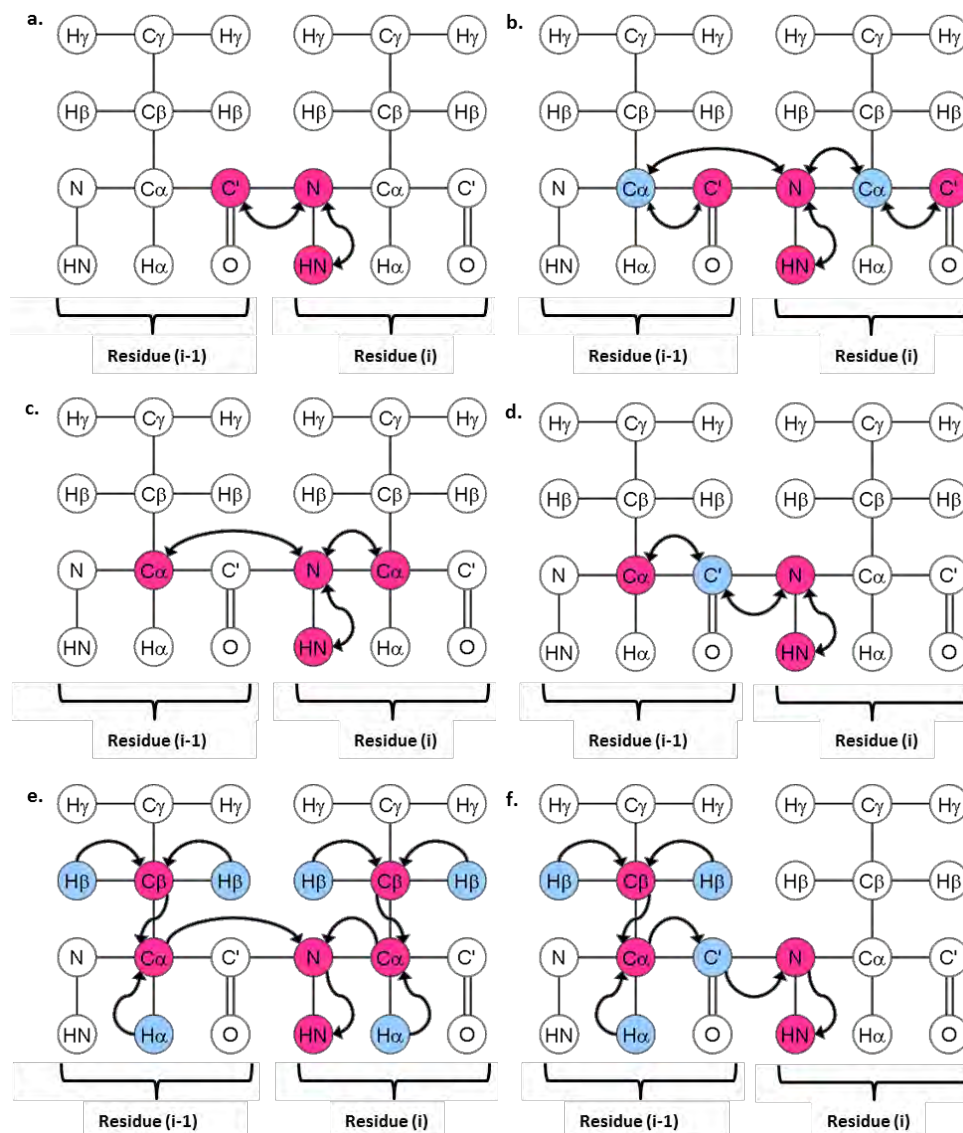 a.
b.
Hγ Cγ Hγ Hγ Cγ Hγ Hγ Cγ Hγ Hγ Cγ Hγ
Hβ Cβ Hβ Hβ Cβ Hβ Hβ Cβ Hβ Hβ Cβ Hβ
N Cα C' N Cα C' N Cα C' N Cα C'
HN Hα O HN Hα O HN Hα O HN Hα O
Residue (i-1) Residue (i) Residue (i-1) Residue (i)
c.
d.
Hγ Cγ Hγ Hγ Cγ Hγ Hγ Cγ Hγ Hγ Cγ Hγ
Hβ Cβ Hβ Hβ Cβ Hβ Hβ Cβ Hβ Hβ Cβ Hβ
N Cα C' N Cα C' N Cα C' N Cα C'
HN Hα O HN Hα O HN Hα O HN Hα O
Residue (i-1) Residue (i) Residue (i-1) Residue (i)
e.
f.
Hγ Cγ Hγ Hγ Cγ Hγ Hγ Cγ Hγ Hγ Cγ Hγ
Hβ Cβ Hβ Hβ Cβ Hβ Hβ Cβ Hβ Hβ Cβ Hβ
N Cα C' N Cα C' N Cα C' N Cα C'
HN Hα O HN Hα O HN Hα O HN Hα O
Residue (i-1) Residue (i) Residue (i-1) Residue (i)